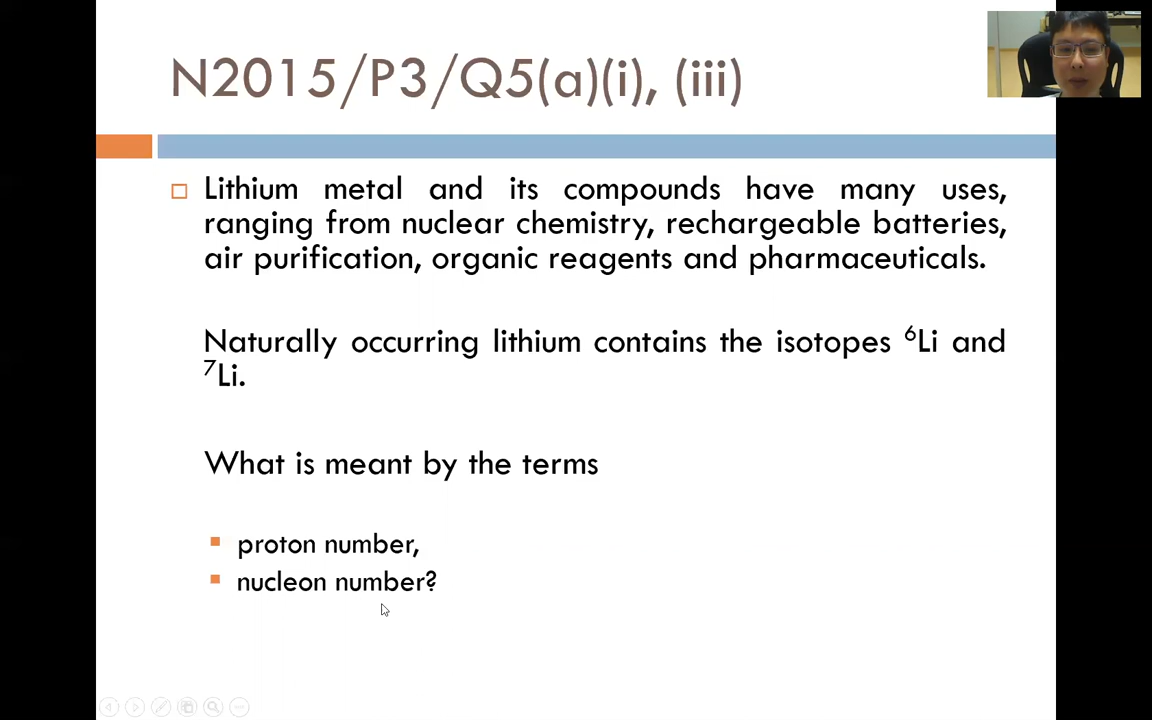 N2015/P3/Q5(a)(i), (iii)
Lithium metal and its compounds have many uses,
ranging from nuclear chemistry, rechargeable batteries,
air purification, organic reagents and pharmaceuticals.
Naturally occurring lithium contains the isotopes ⁶Li and
⁷Li.
What is meant by the terms
proton number,
nucleon number?